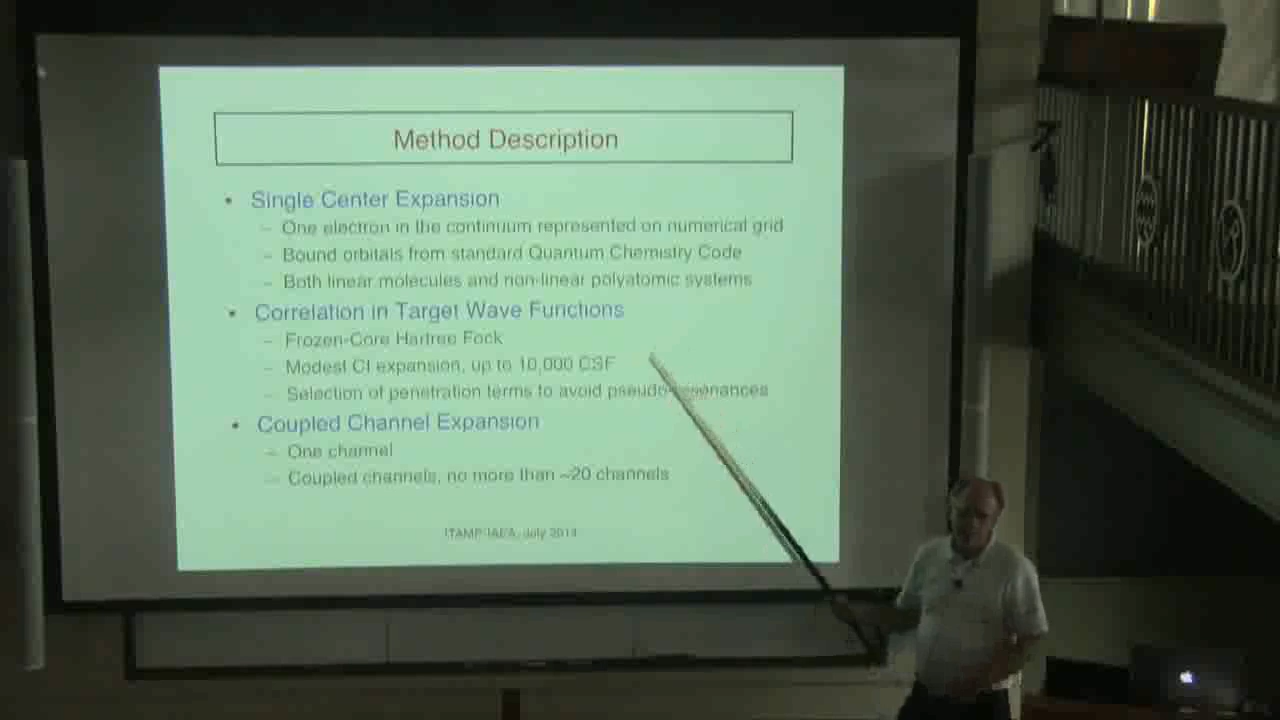 Method Description
• Single Center Expansion
– One electron in the continuum represented on numerical grid
– Bound orbitals from standard Quantum Chemistry Code
– Both linear molecules and non-linear polyatomic systems
• Correlation in Target Wave Functions
– Frozen-Core Hartree Fock
– Modest CI expansion, up to 10,000 CSF
– Selection of penetration terms to avoid pseudo-resonances
• Coupled Channel Expansion
– One channel
– Coupled channels, no more than ~20 channels
ITAMP-IAEA, July